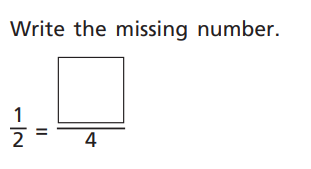 Write the missing number.
1/2 = □/4